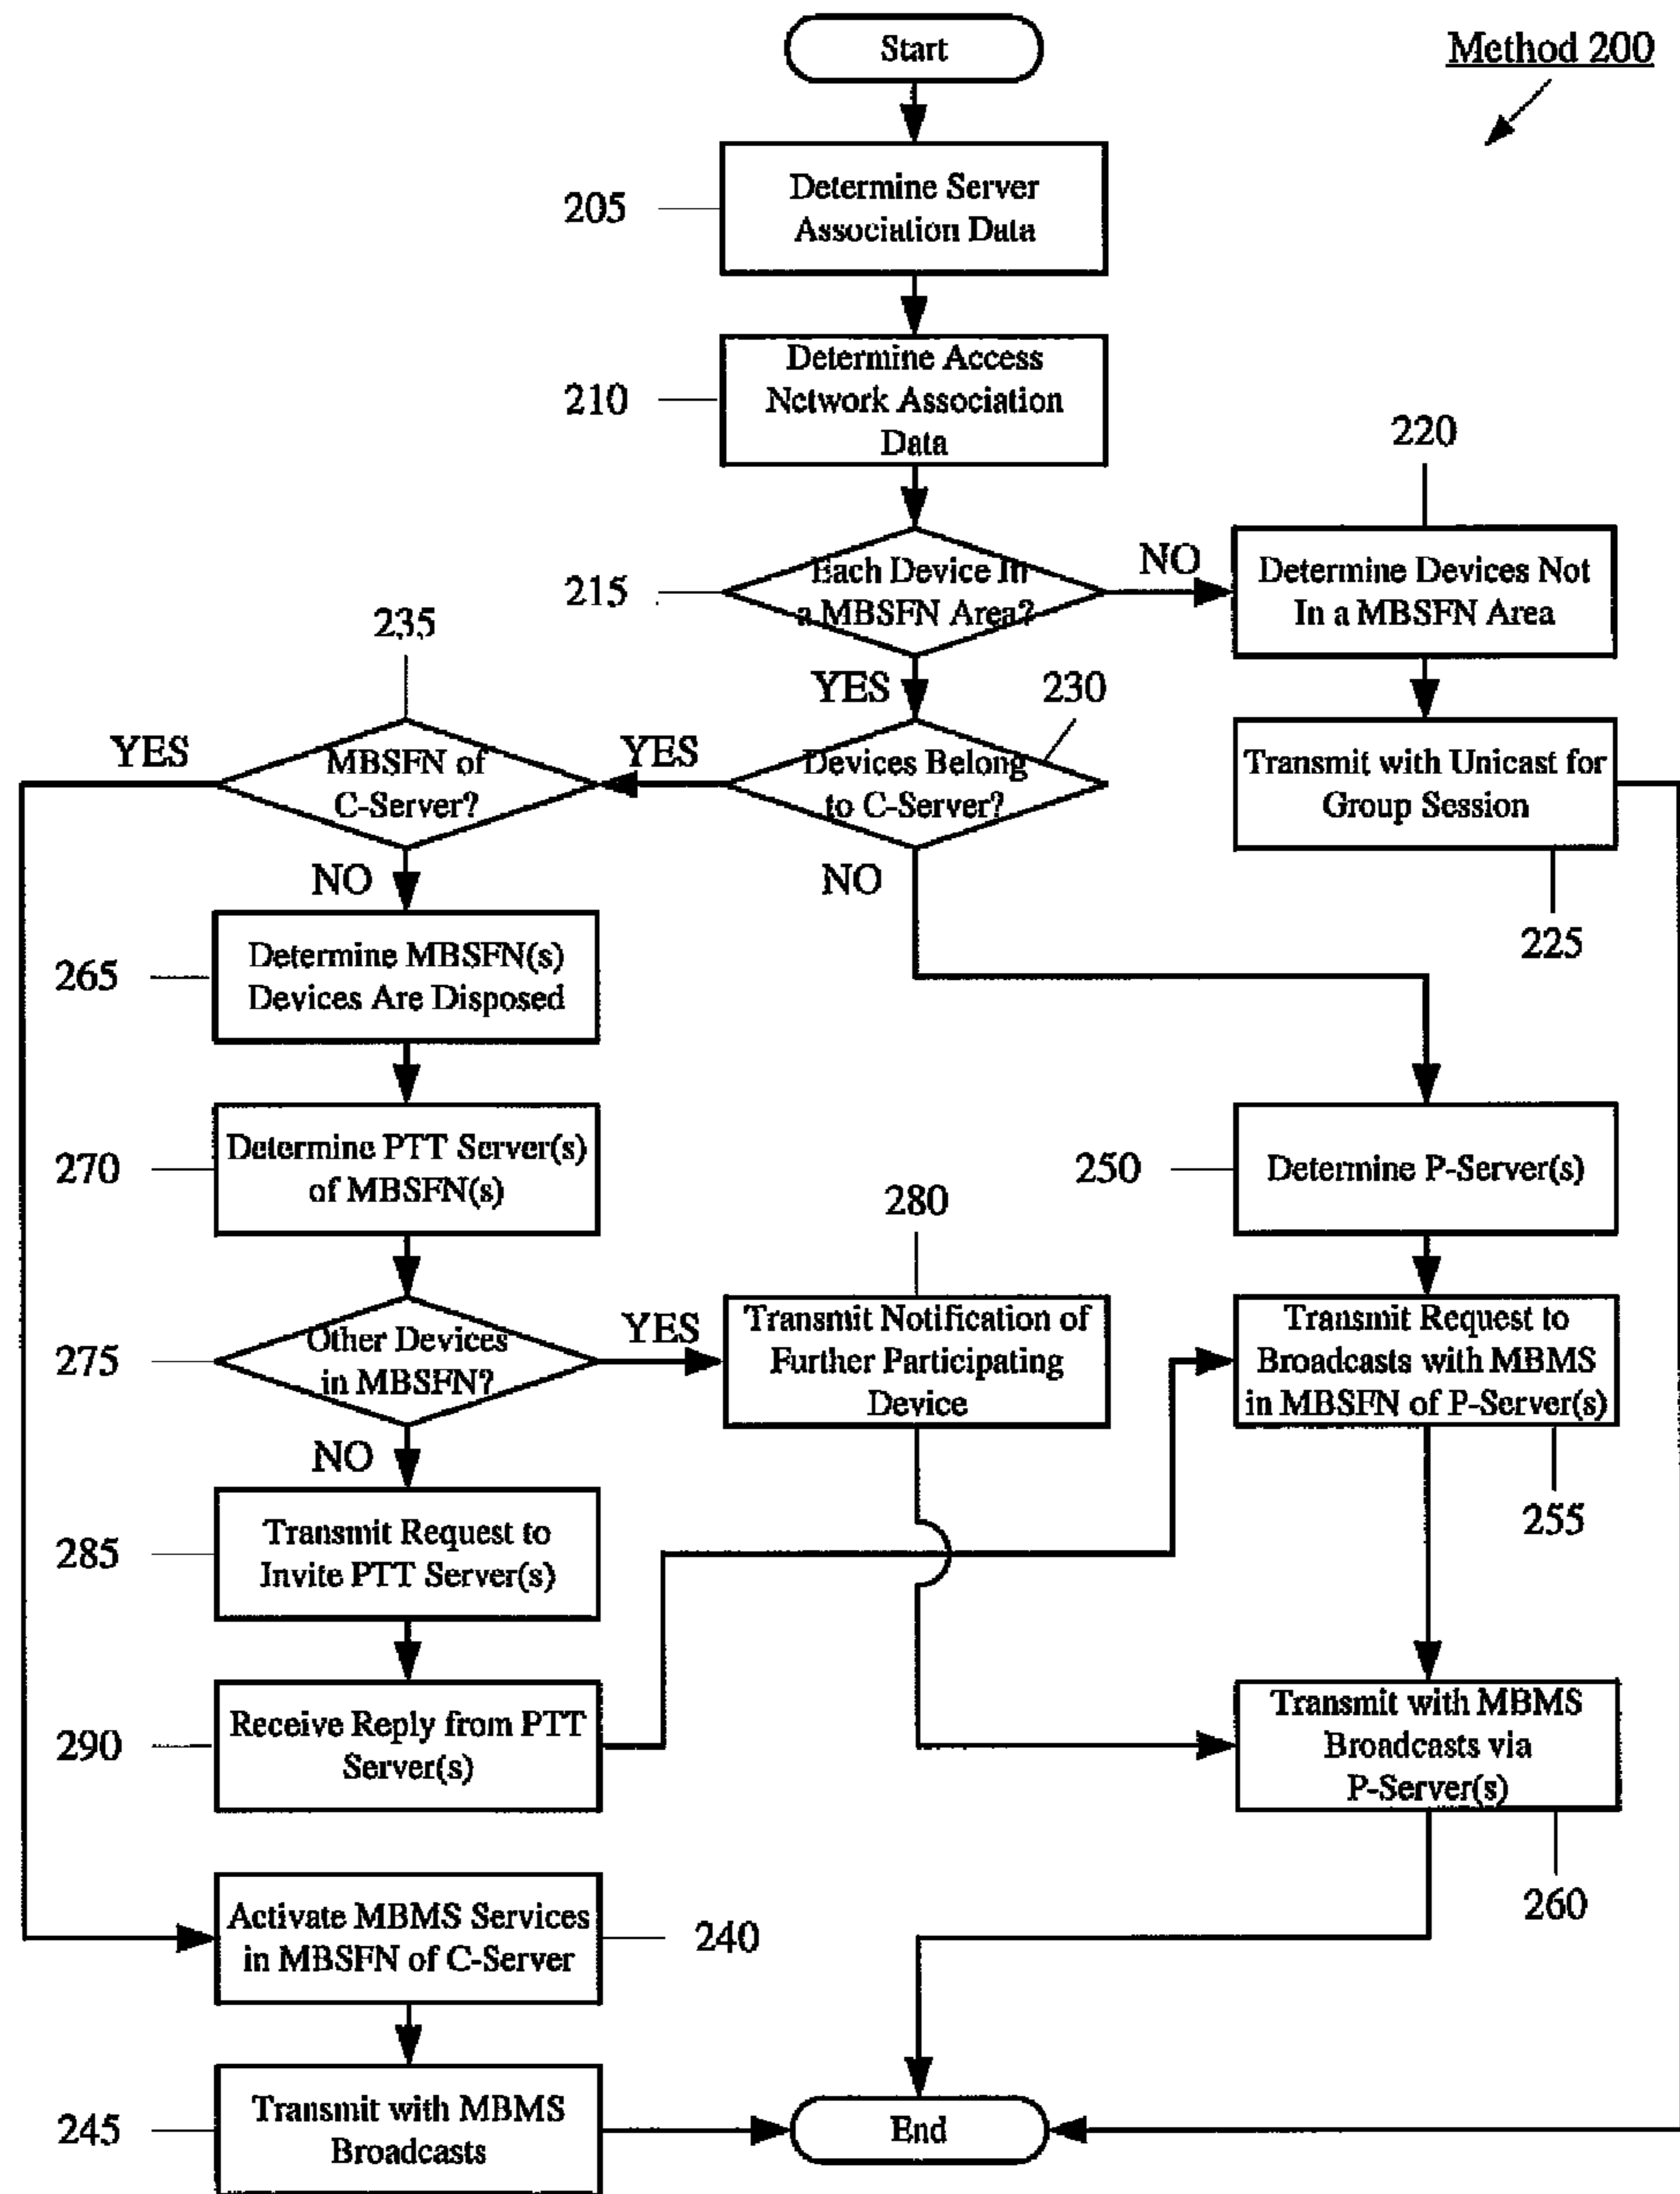 Start
Method 200
205
Determine Server
Association Data
210
Determine Access
Network Association
Data
220
215
Each Device In
a MBSFN Area?
NO
Determine Devices Not
In a MBSFN Area
235
YES
230
YES
MBSFN of
C-Server?
YES
Devices Belong
to C-Server?
Transmit with Unicast for
Group Session
NO
NO
225
265
Determine MBSFN(s)
Devices Are Disposed
270
Determine PTT Server(s)
of MBSFN(s)
280
250
Determine P-Server(s)
275
Other Devices
in MBSFN?
YES
Transmit Notification of
Further Participating
Device
Transmit Request to
Broadcasts with MBMS
in MBSFN of P-Server(s)
NO
255
285
Transmit Request to
Invite PTT Server(s)
290
Receive Reply from PTT
Server(s)
Transmit with MBMS
Broadcasts via
P-Server(s)
260
Activate MBMS Services
in MBSFN of C-Server
240
245
Transmit with MBMS
Broadcasts
End